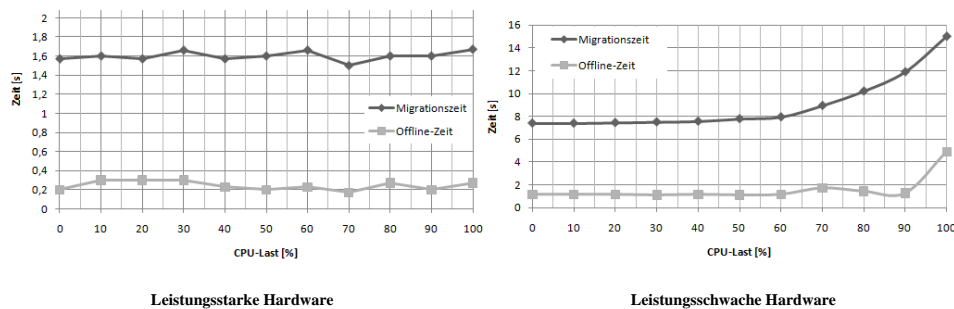 2
1,8
1,6
1,4
1,2
1
0,8
0,6
0,4
0,2
0
Zeit [s]
Migrationszeit
Offline-Zeit
0 10 20 30 40 50 60 70 80 90 100
CPU-Last [%]
Leistungsstarke Hardware
16
14
12
10
8
6
4
2
0
Zeit [s]
Migrationszeit
Offline-Zeit
0 10 20 30 40 50 60 70 80 90 100
CPU-Last [%]
Leistungsschwache Hardware